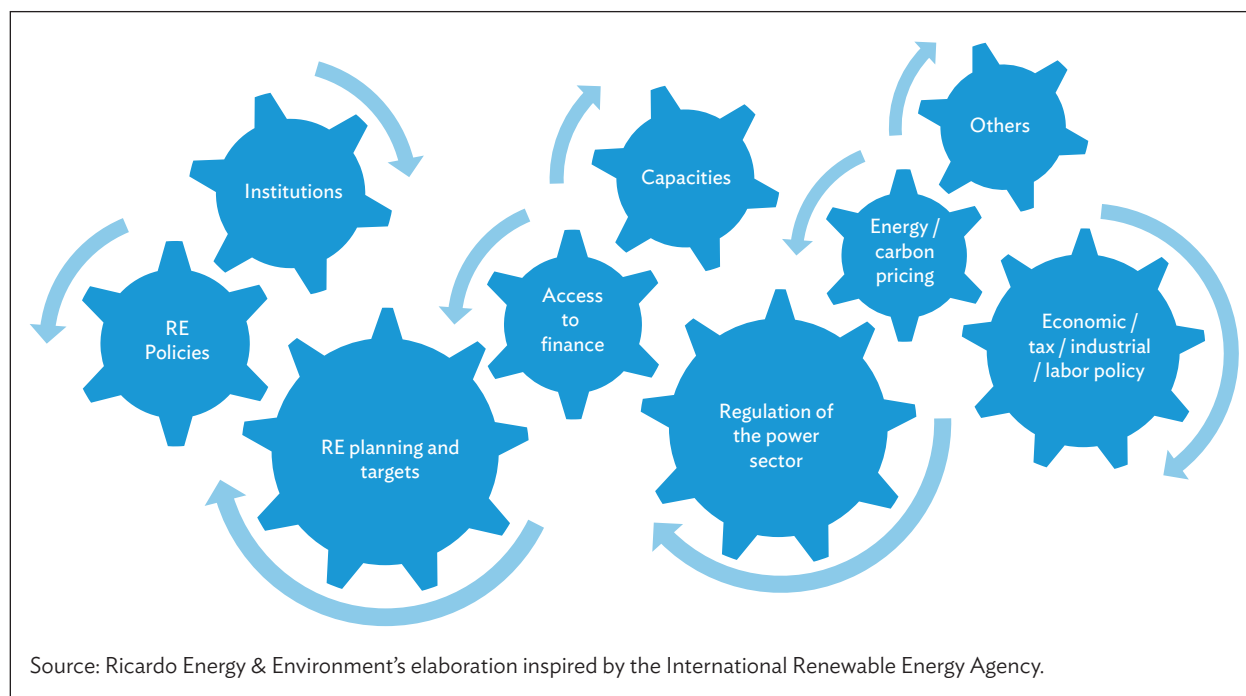 Institutions
Capacities
Others
RE
Policies
Access
to
finance
Energy /
carbon
pricing
RE planning and
targets
Regulation of
the power
sector
Economic /
tax / industrial
/ labor policy
Source: Ricardo Energy & Environment’s elaboration inspired by the International Renewable Energy Agency.